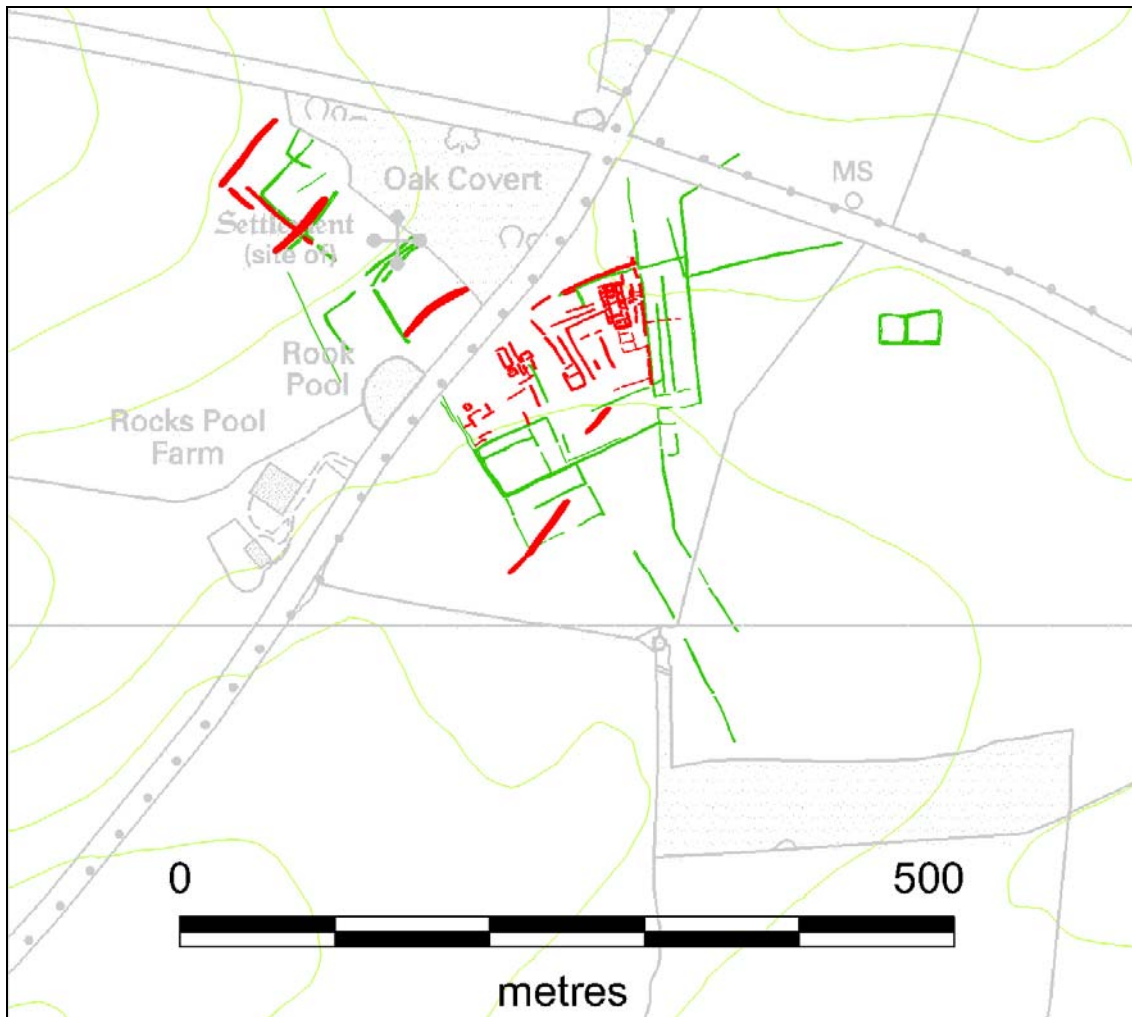 MS
Oak Covert
Settlement
(site of)
Rook
Pool
Rocks Pool
Farm
0 500
metres